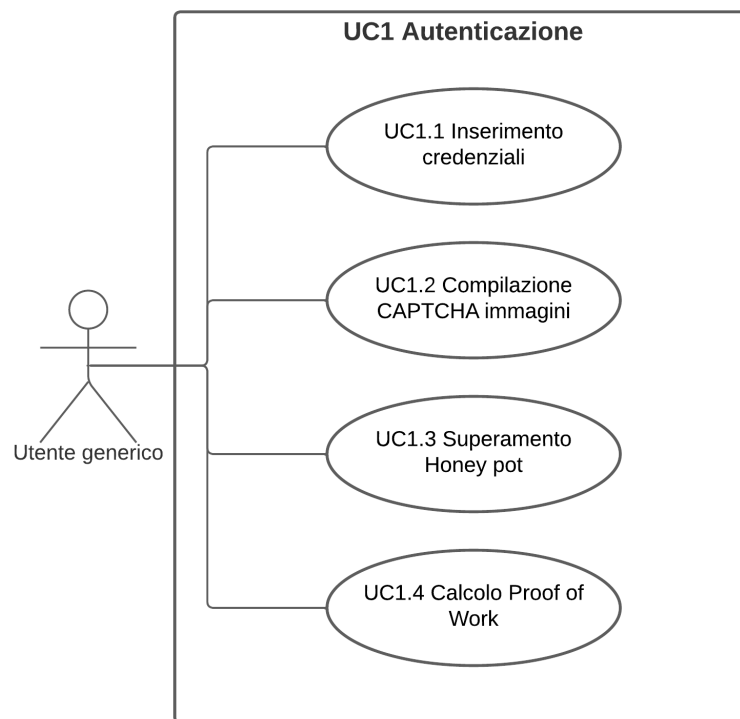 UC1 Autenticazione
UC1.1 Inserimento
credenziali
UC1.2 Compilazione
CAPTCHA immagini
Utente generico
UC1.3 Superamento
Honey pot
UC1.4 Calcolo Proof of
Work